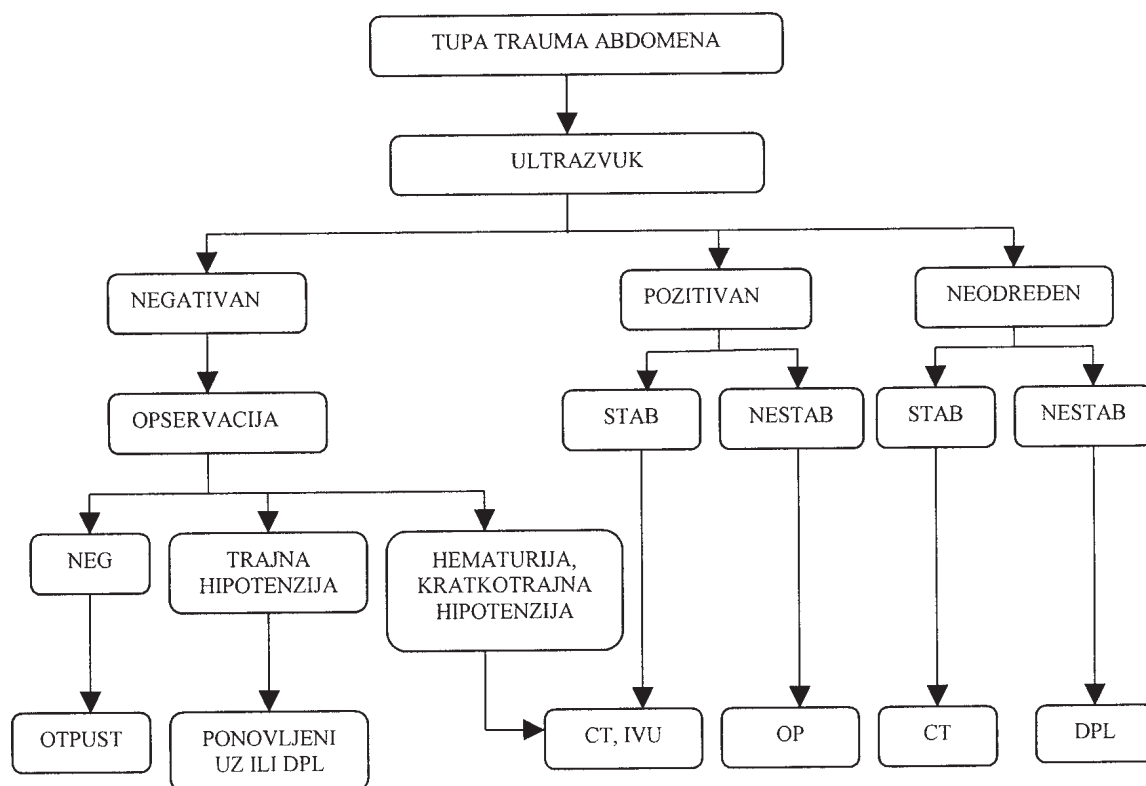 TUPA TRAUMA ABDOMENA
ULTRAZVUK
NEGATIVAN
POZITIVAN
NEODREĐEN
OPSERVACIJA
STAB
NESTAB
STAB
NESTAB
NEG
TRAJNA
HIPOTENZIJA
HEMATURIJA,
KRATKOTRAJNA
HIPOTENZIJA
OTPUST
PONOVLJENI
UZ ILI DPL
CT, IVU
OP
CT
DPL